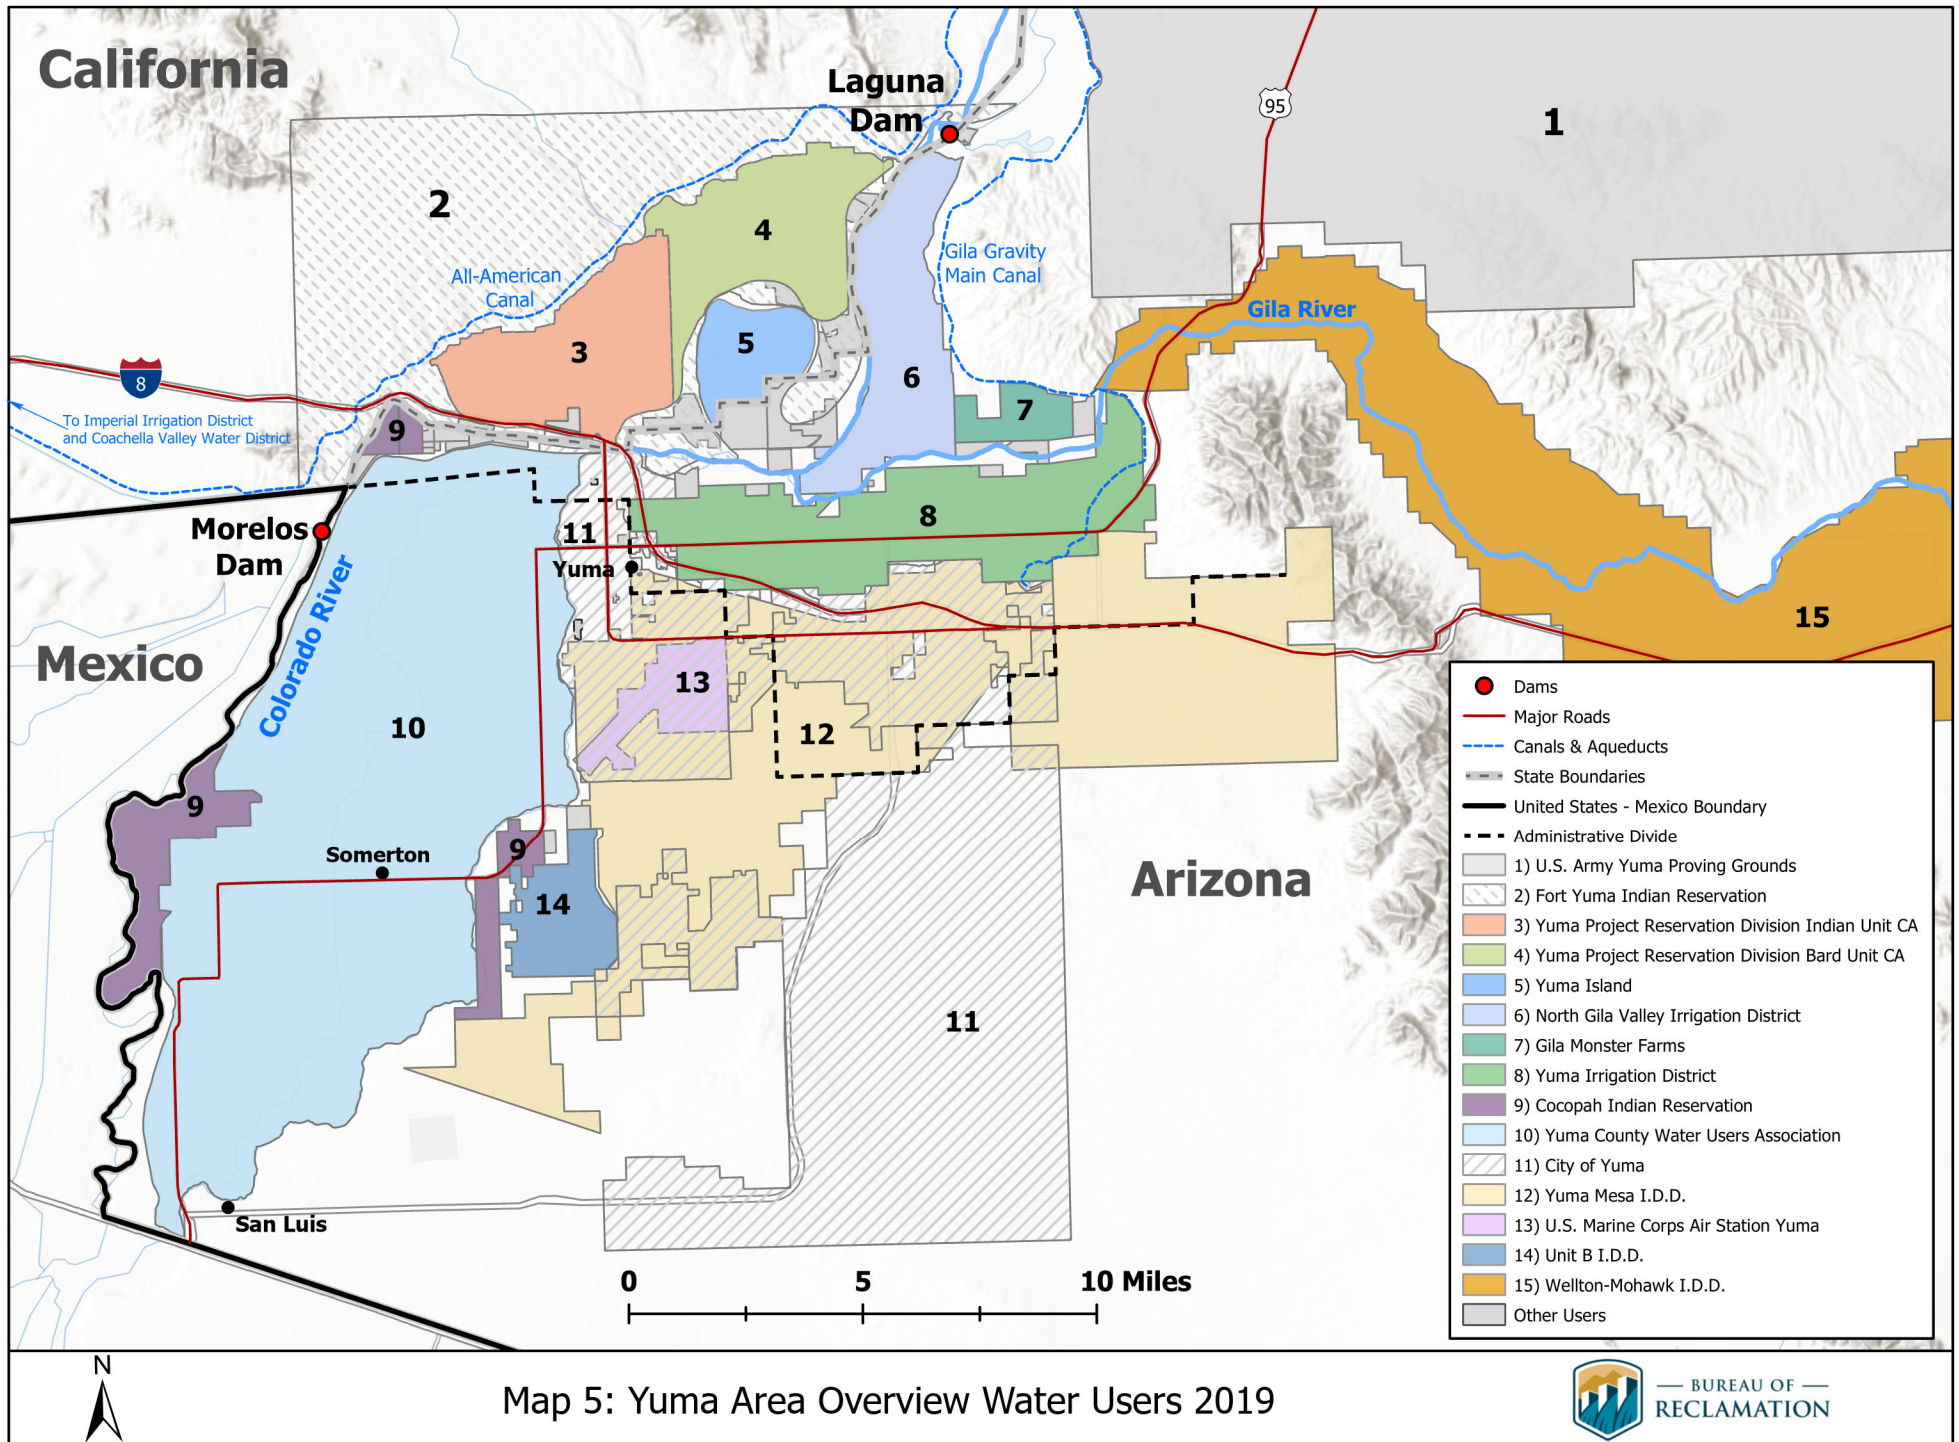 California
Laguna
Dam
95
1
2
4
Gila Gravity
Main Canal
All-American
Canal
Gila River
5
3
6
8
7
To Imperial Irrigation District
and Coachella Valley Water District
9
8
11
Morelos
Dam
Yuma
15
Mexico
Colorado River
13
10
12
9
Somerton
9
14
Arizona
11
San Luis
0 5 10 Miles
Dams
Major Roads
Canals & Aqueducts
State Boundaries
United States - Mexico Boundary
Administrative Divide
1) U.S. Army Yuma Proving Grounds
2) Fort Yuma Indian Reservation
3) Yuma Project Reservation Division Indian Unit CA
4) Yuma Project Reservation Division Bard Unit CA
5) Yuma Island
6) North Gila Valley Irrigation District
7) Gila Monster Farms
8) Yuma Irrigation District
9) Cocopah Indian Reservation
10) Yuma County Water Users Association
11) City of Yuma
12) Yuma Mesa I.D.D.
13) U.S. Marine Corps Air Station Yuma
14) Unit B I.D.D.
15) Wellton-Mohawk I.D.D.
Other Users
N
Map 5: Yuma Area Overview Water Users 2019
BUREAU OF
RECLAMATION